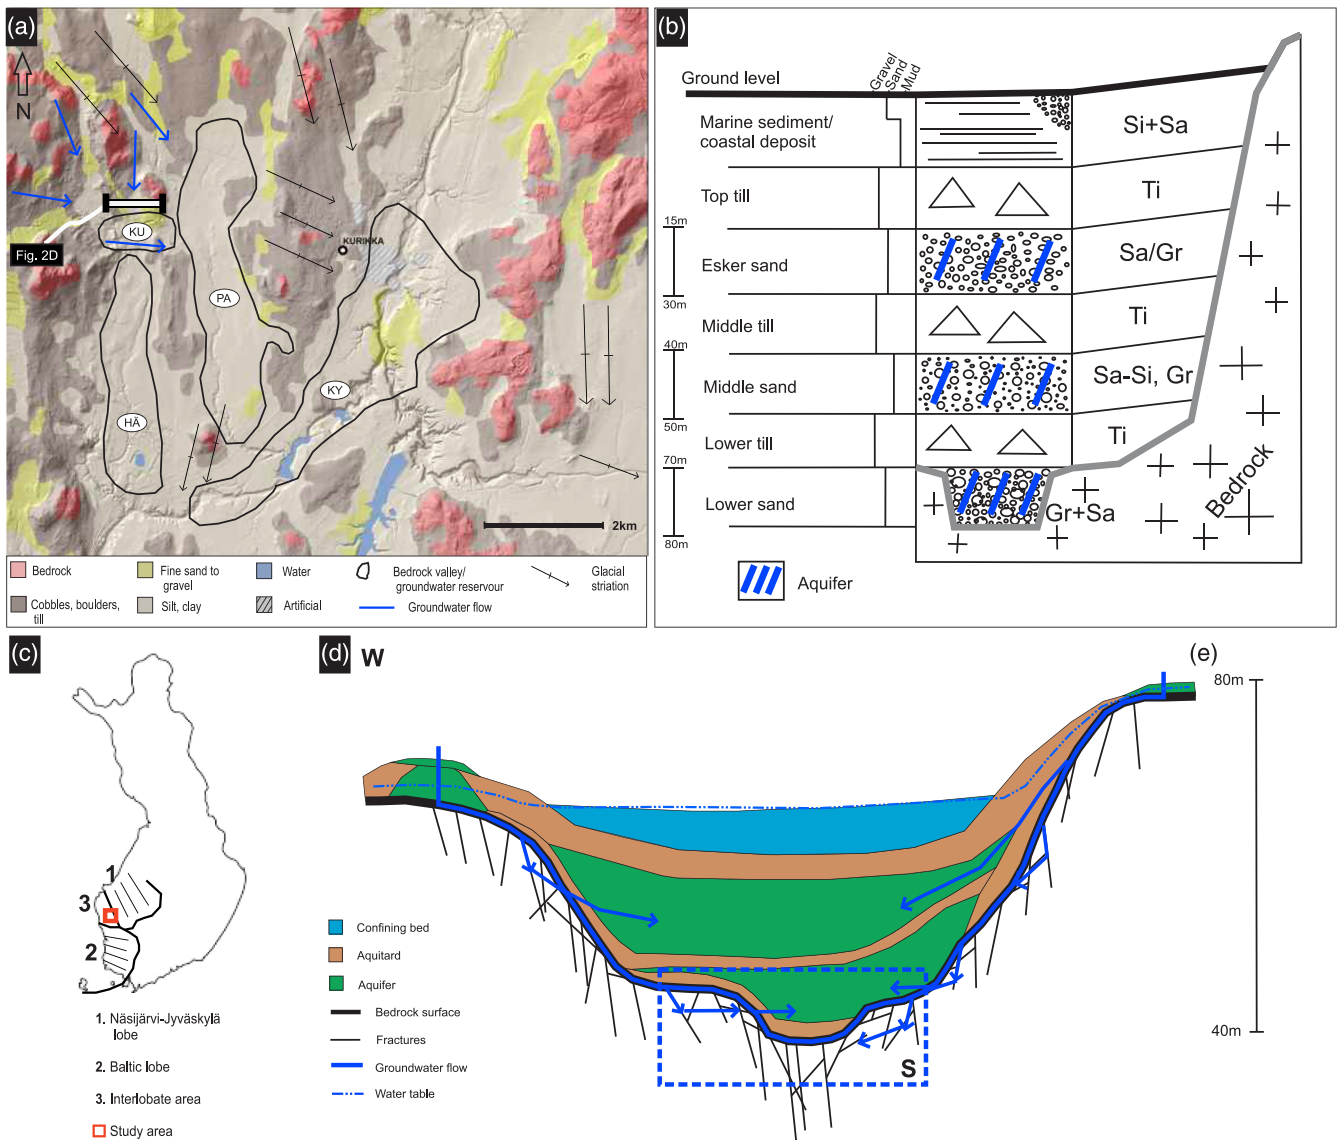 (a)
N
KU
Fig. 2D
KURIKKA
PA
KY
HÄ
2km
Bedrock
Fine sand to
gravel
Water
Bedrock valley/
groundwater reservour
Glacial
striation
Cobbles, boulders,
till
Silt, clay
Artificial
Groundwater flow
(b)
Ground level
Gravel
Sand
Mud
Marine sediment/
coastal deposit
Si+Sa
Top till
Ti
15m
Esker sand
Sa/Gr
30m
Middle till
Ti
40m
Middle sand
Sa-Si, Gr
50m
Lower till
Ti
70m
Lower sand
Gr+Sa
Bedrock
80m
Aquifer
(c)
1
3
2
1. Näsijärvi-Jyväskylä
lobe
2. Baltic lobe
3. Interlobate area
Study area
(d)
W
(e)
80m
40m
S
Confining bed
Aquitard
Aquifer
Bedrock surface
Fractures
Groundwater flow
Water table